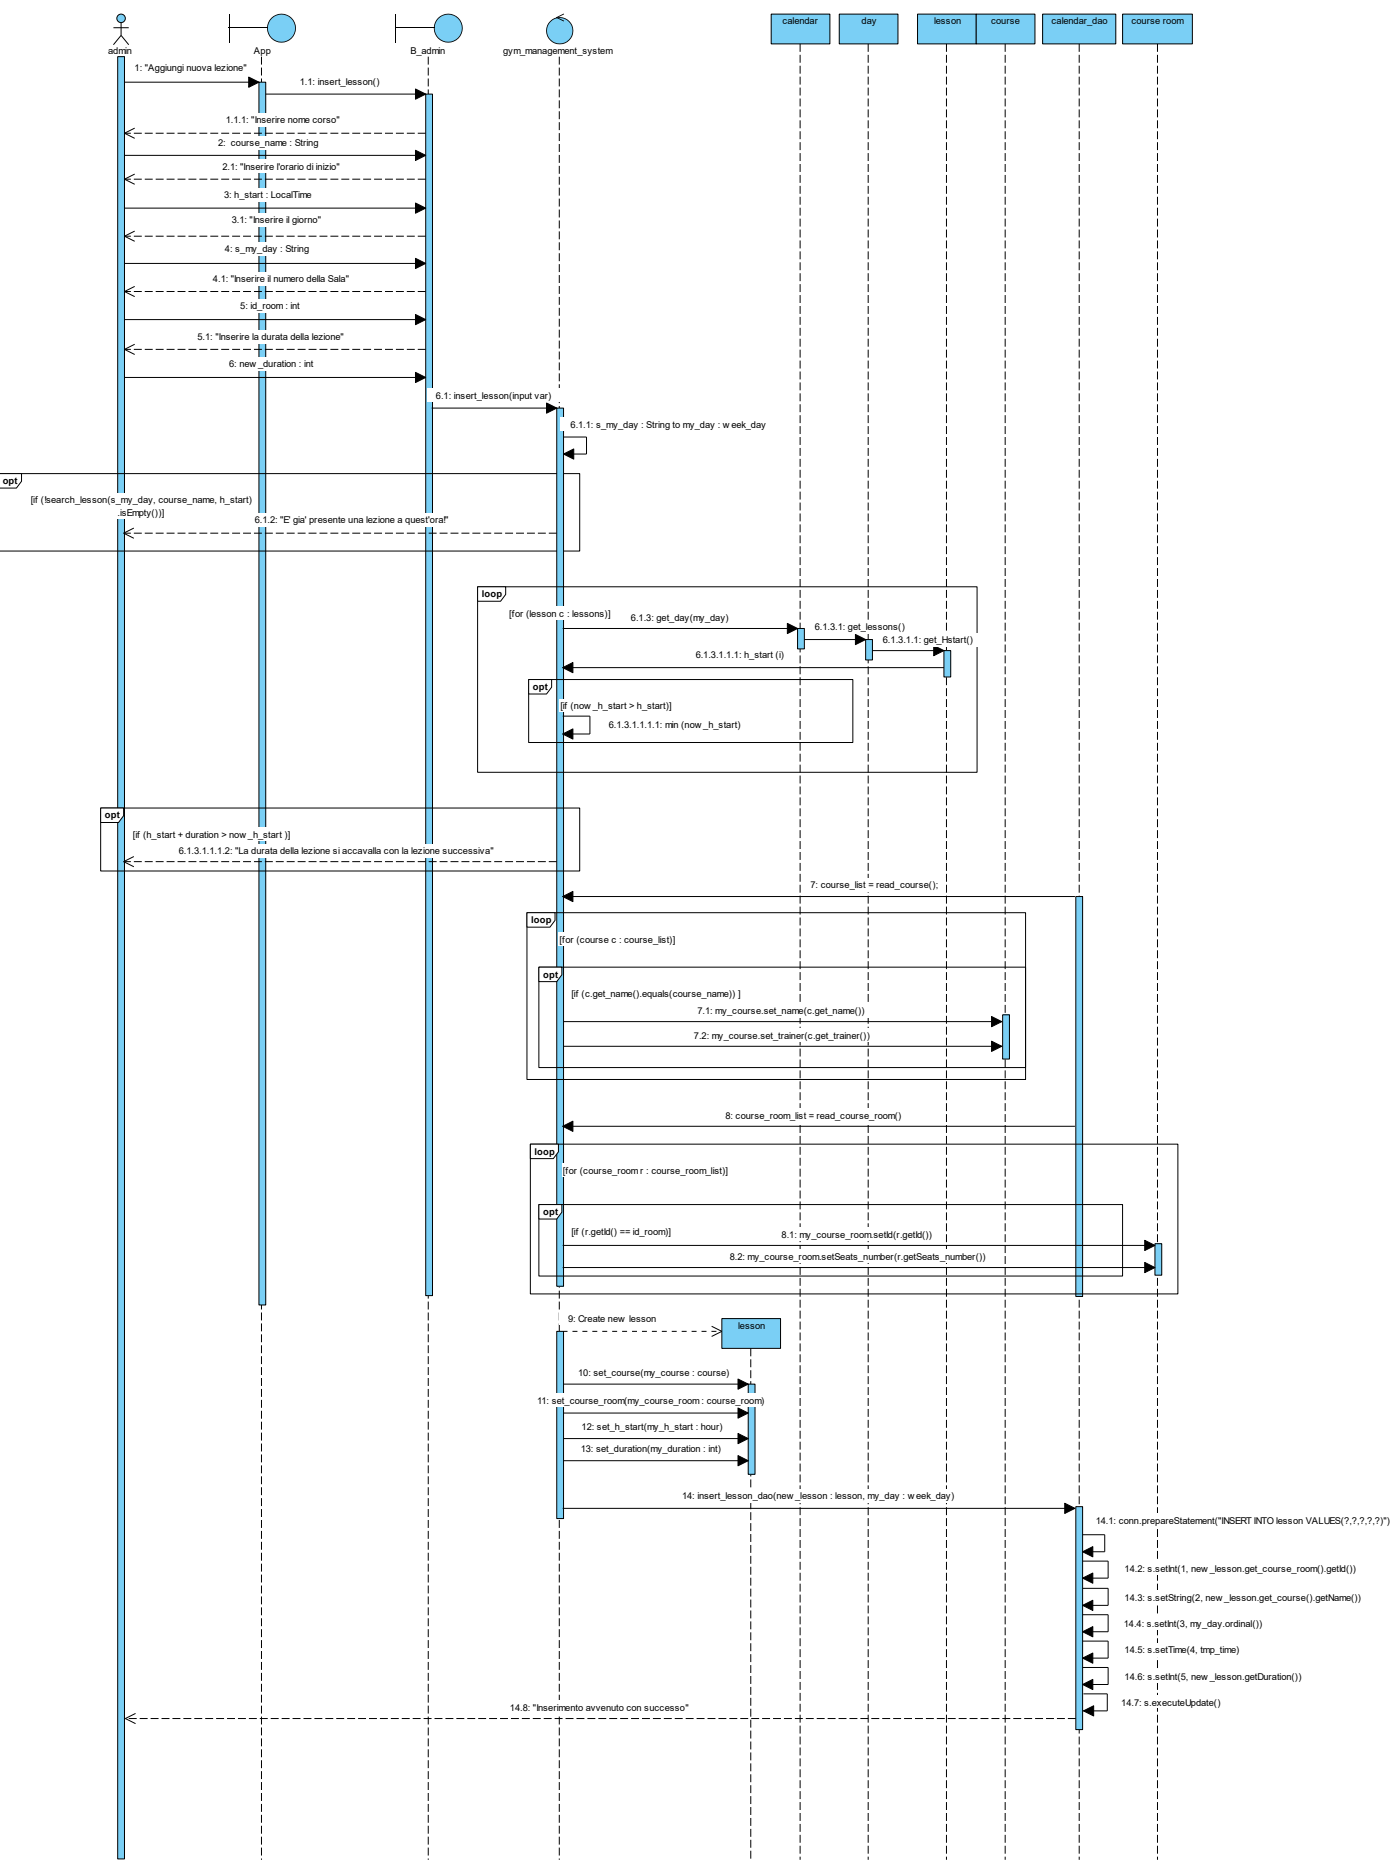 admin
App
B_admin
gym_management_system
calendar
day
lesson
course
calendar_dao
course room
1: "Aggiungi nuova lezione"
1.1: insert_lesson()
1.1.1: "Inserire nome corso"
2: course_name : String
2.1: "Inserire l'orario di inizio"
3: h_start : LocalTime
3.1: "Inserire il giorno"
4: s_my_day : String
4.1: "Inserire il numero della Sala"
5: id_room : int
5.1: "Inserire la durata della lezione"
6: new_duration : int
6.1: insert_lesson(input var)
6.1.1: s_my_day : String to my_day : week_day
opt
[if (!search_lesson(s_my_day, course_name, h_start)
.isEmpty())]
6.1.2: "E' gia' presente una lezione a quest'ora!"
loop
[for (lesson c : lessons)]
6.1.3: get_day(my_day)
6.1.3.1: get_lessons()
6.1.3.1.1: get_Hstart()
6.1.3.1.1.1: h_start (i)
opt
[if (now_h_start > h_start)]
6.1.3.1.1.1.1: min (now_h_start)
opt
[if (h_start + duration > now_h_start )]
6.1.3.1.1.1.2: "La durata della lezione si accavalla con la lezione successiva"
7: course_list = read_course();
loop
[for (course c : course_list)]
opt
[if (c.get_name().equals(course_name)) ]
7.1: my_course.set_name(c.get_name())
7.2: my_course.set_trainer(c.get_trainer())
8: course_room_list = read_course_room()
loop
[for (course_room r : course_room_list)]
opt
[if (r.getId() == id_room)]
8.1: my_course_room.setId(r.getId())
8.2: my_course_room.setSeats_number(r.getSeats_number())
9: Create new lesson
lesson
10: set_course(my_course : course)
11: set_course_room(my_course_room : course_room)
12: set_h_start(my_h_start : hour)
13: set_duration(my_duration : int)
14: insert_lesson_dao(new_lesson : lesson, my_day : week_day)
14.1: conn.prepareStatement("INSERT INTO lesson VALUES(?,?,?,?,?)")
14.2: s.setInt(1, new_lesson.get_course_room().getId())
14.3: s.setString(2, new_lesson.get_course().getName())
14.4: s.setInt(3, my_day.ordinal())
14.5: s.setTime(4, tmp_time)
14.6: s.setInt(5, new_lesson.getDuration())
14.7: s.executeUpdate()
14.8: "Inserimento avvenuto con successo"